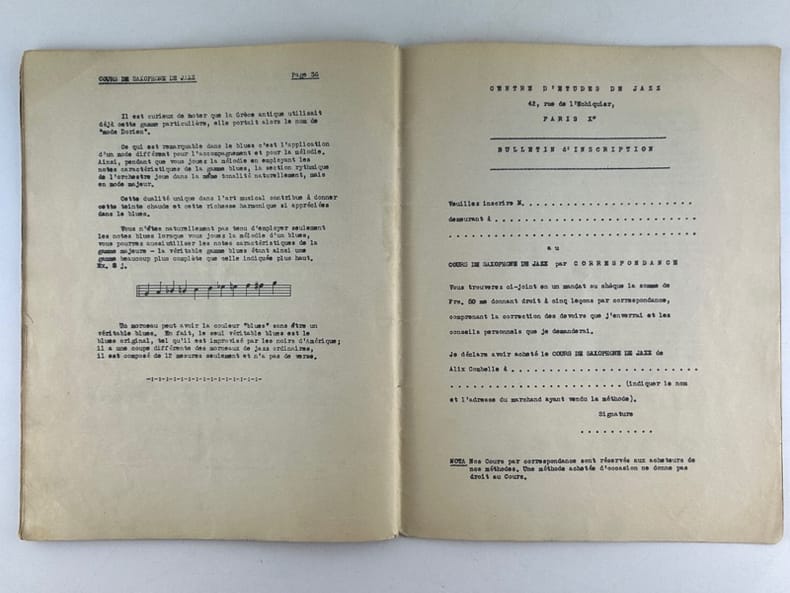 COURS DE SAXOPHONE DE JAZZ Page 36
Il est curieux de noter que la Grèce antique utilisait
déjà cette gamme particulière, elle portait alors le nom de
"mode Dorien".
Ce qui est remarquable dans le blues c'est l'application
d'un mode différent pour l'accompagnement et pour la mélodie.
Ainsi, pendant que vous jouez la mélodie en employant les
notes caractéristiques de la gamme blues, la section rythmique
de l'orchestre joue dans la même tonalité naturellement, mais
en mode majeur.
Cette dualité unique dans l'art musical contribue à donner
cette teinte chaude et cette richesse harmonique si appréciées
dans le blues.
Vous n'êtes naturellement pas tenu d'employer seulement
les notes blues lorsque vous jouez la mélodie d'un blues,
vous pourrez aussi utiliser les notes caractéristiques de la
gamme majeure - la véritable gamme blues étant ainsi une
gamme beaucoup plus complète que celle indiquée plus haut.
Ex. 2 j.
Un morceau peut avoir la couleur "blues" sans être un
véritable blues. En fait, le seul véritable blues est le
blues original, tel qu'il est improvisé par les noirs d'Amérique;
il a une coupe différente des morceaux de jazz ordinaires,
il est composé de 12 mesures seulement et n'a pas de verse.
-:-:-:-:-:-:-:-:-:-:-:-:-:-:-:-
CENTRE D'ETUDES DE JAZZ
42, rue de l'Echiquier,
PARIS X°
BULLETIN d'INSCRIPTION
Veuillez inscrire M. . . . . . . . . . . . . . . . . . . . . . .
demeurant à . . . . . . . . . . . . . . . . . . . . . . . . . .
. . . . . . . . . . . . . . . . . . . . . . . . . . . . . . . .
au
COURS DE SAXOPHONE DE JAZZ par CORRESPONDANCE
Vous trouverez ci-joint en un mandat ou chèque la somme de
Frs. 50 me donnant droit à cinq leçons par correspondance,
comprenant la correction des devoirs que j'enverrai et les
conseils personnels que je demanderai.
Je déclare avoir acheté le COURS DE SAXOPHONE DE JAZZ de
Alix Combelle à . . . . . . . . . . . . . . . . . . . . . . . .
. . . . . . . . . . . . . . . . . . . . . . (indiquer le nom
et l'adresse du marchand ayant vendu la méthode).
Signature
. . . . . . . . . .
NOTA Nos Cours par correspondance sont réservés aux acheteurs de
nos méthodes. Une méthode achetée d'occasion ne donne pas
droit au Cours.